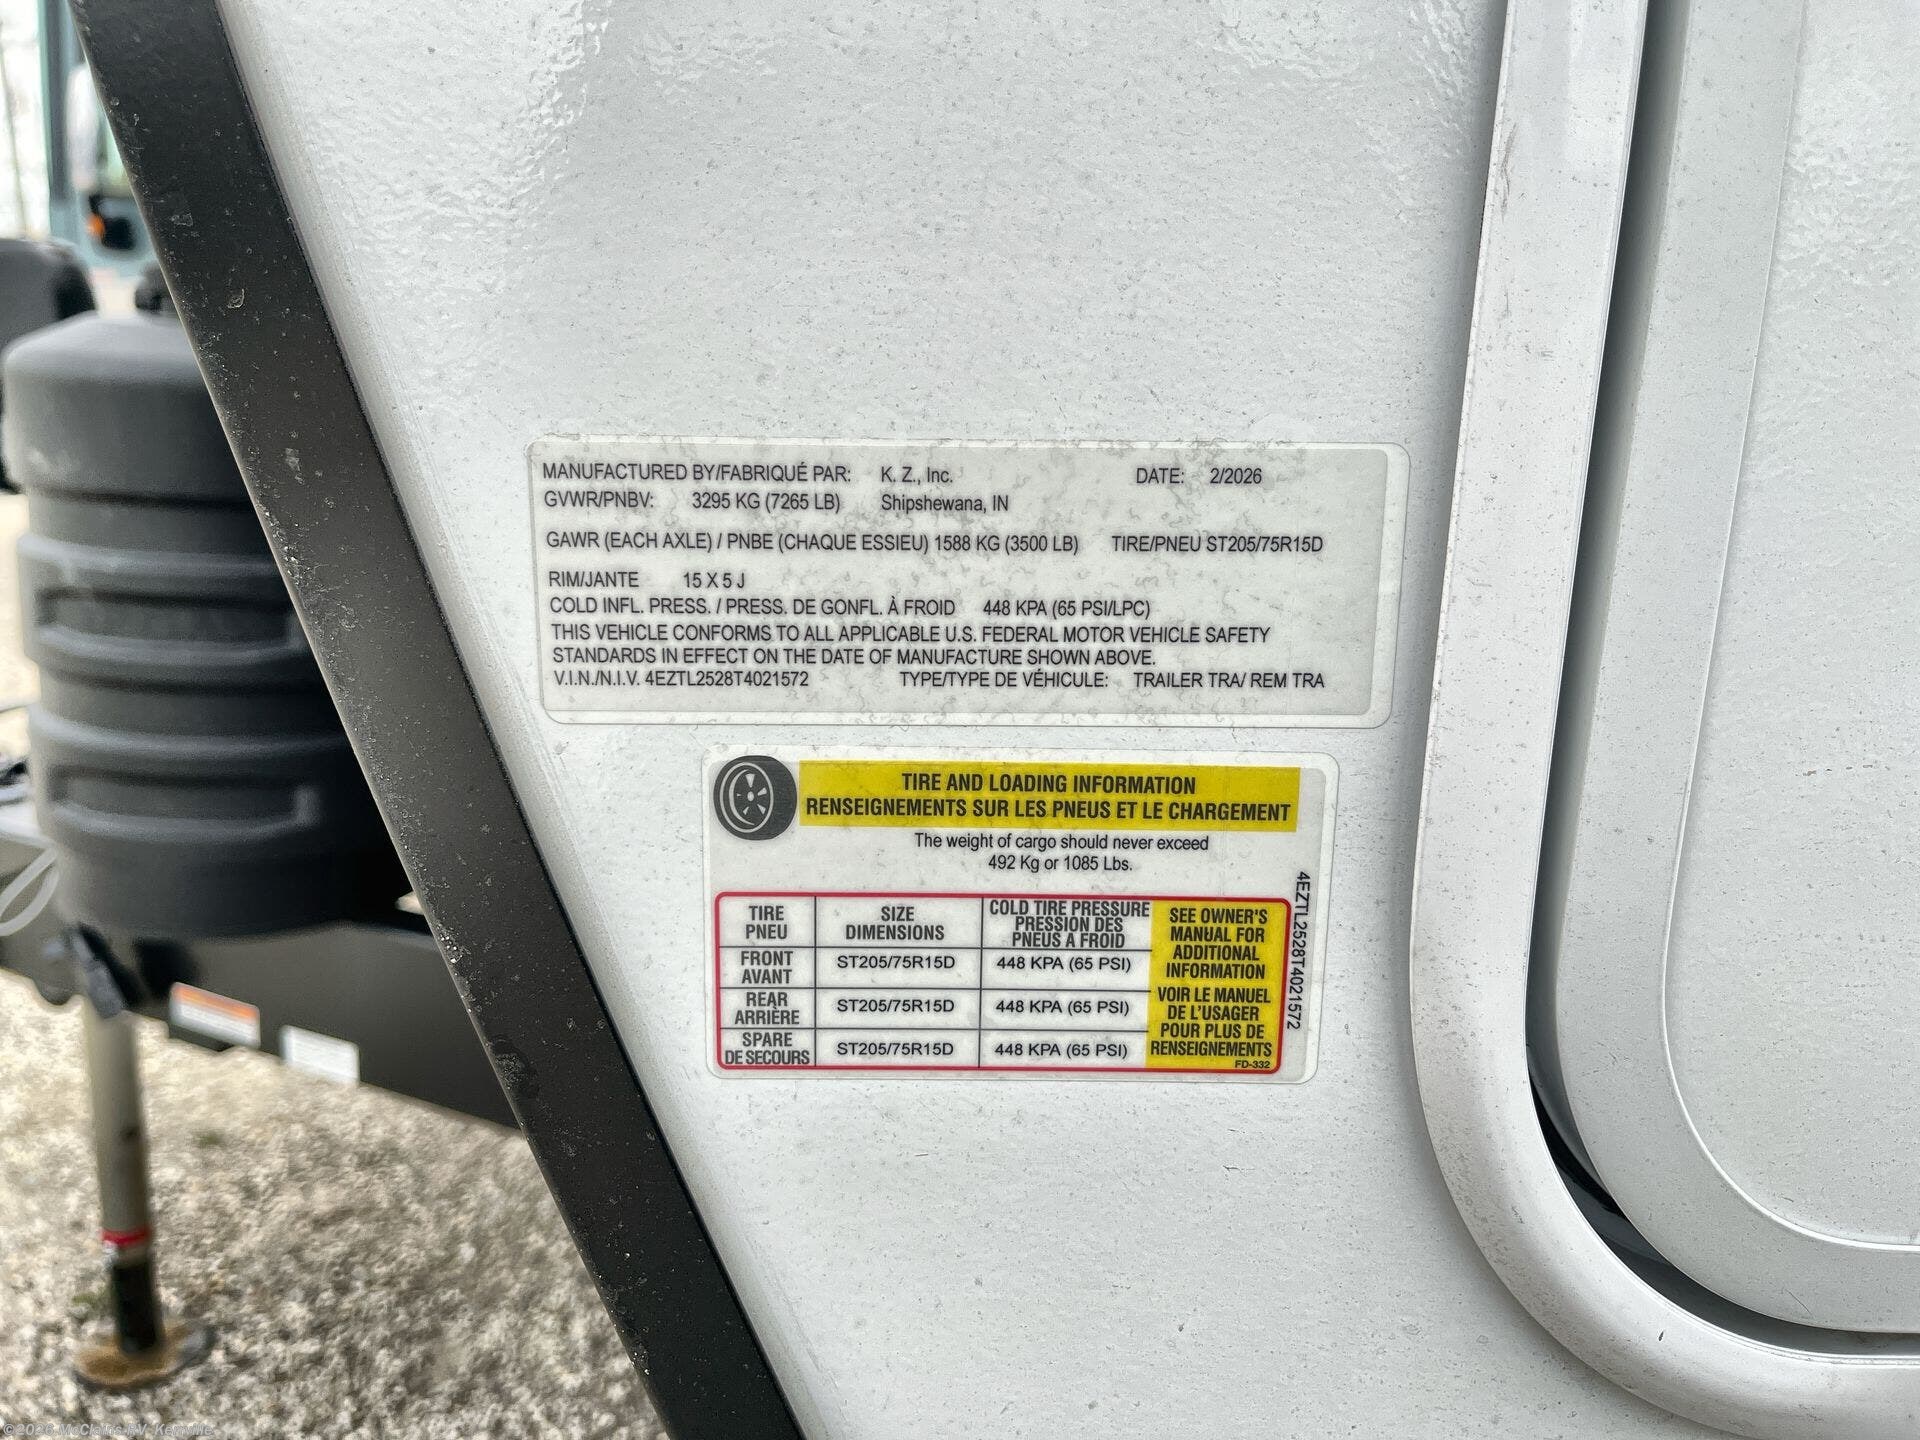 MANUFACTURED BY/FABRIQUÉ PAR: K. Z., Inc. DATE: 2/2026
GVWR/PNBV: 3295 KG (7265 LB) Shipshewana, IN
GAWR (EACH AXLE) / PNBE (CHAQUE ESSIEU) 1588 KG (3500 LB) TIRE/PNEU ST205/75R15D
RIM/JANTE 15 X 5 J
COLD INFL. PRESS. / PRESS. DE GONFL. À FROID 448 KPA (65 PSI/LPC)
THIS VEHICLE CONFORMS TO ALL APPLICABLE U.S. FEDERAL MOTOR VEHICLE SAFETY
STANDARDS IN EFFECT ON THE DATE OF MANUFACTURE SHOWN ABOVE.
V.I.N./N.I.V. 4EZTL2528T4021572 TYPE/TYPE DE VÉHICULE: TRAILER TRA/ REM TRA
TIRE AND LOADING INFORMATION
RENSEIGNEMENTS SUR LES PNEUS ET LE CHARGEMENT
The weight of cargo should never exceed
492 Kg or 1085 Lbs.
TIRE
PNEU
SIZE
DIMENSIONS
COLD TIRE PRESSURE
PRESSION DES
PNEUS A FROID
FRONT
AVANT
ST205/75R15D
448 KPA (65 PSI)
REAR
ARRIÈRE
ST205/75R15D
448 KPA (65 PSI)
SPARE
DE SECOURS
ST205/75R15D
448 KPA (65 PSI)
SEE OWNER'S
MANUAL FOR
ADDITIONAL
INFORMATION
VOIR LE MANUEL
DE L'USAGER
POUR PLUS DE
RENSEIGNEMENTS
FD-332
4EZTL2528T4021572
©2026 McClain's RV Kernville